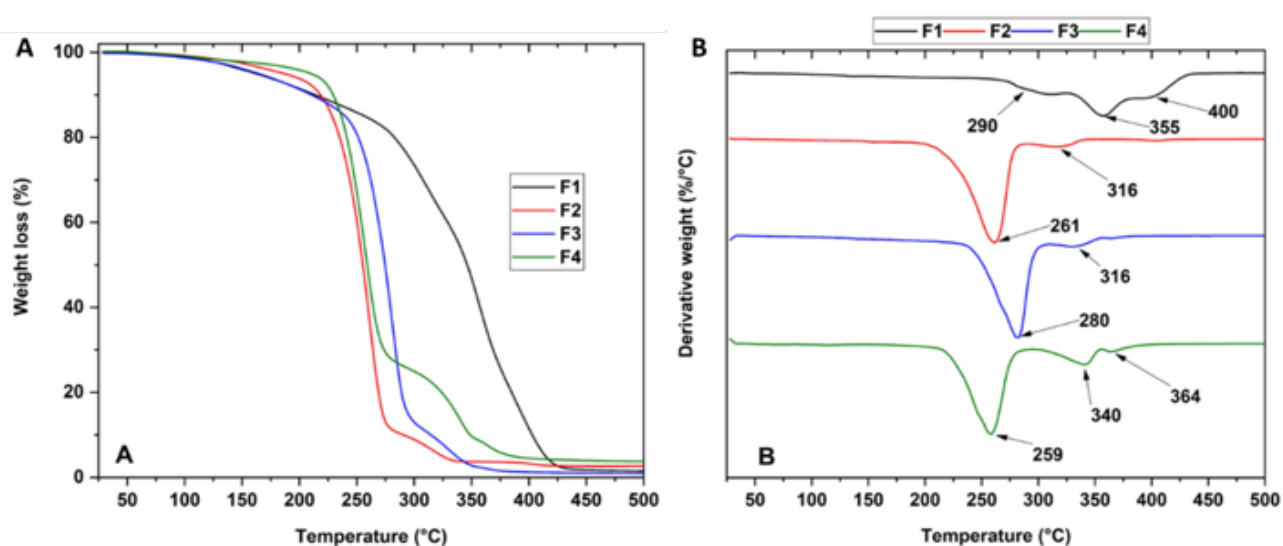 A
Weight loss (%)
100
80
60
40
20
0
F1
F2
F3
F4
A
50 100 150 200 250 300 350 400 450 500
Temperature (°C)
B
F1 F2 F3 F4
Derivative weight (%/°C)
290
355
400
316
261
316
280
340
364
259
B
50 100 150 200 250 300 350 400 450 500
Temperature (°C)